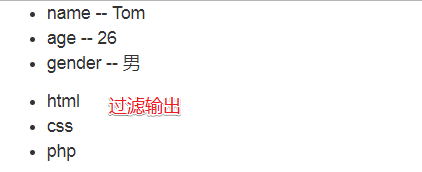 name -- Tom
age -- 26
gender -- 男
html 过滤输出
css
php